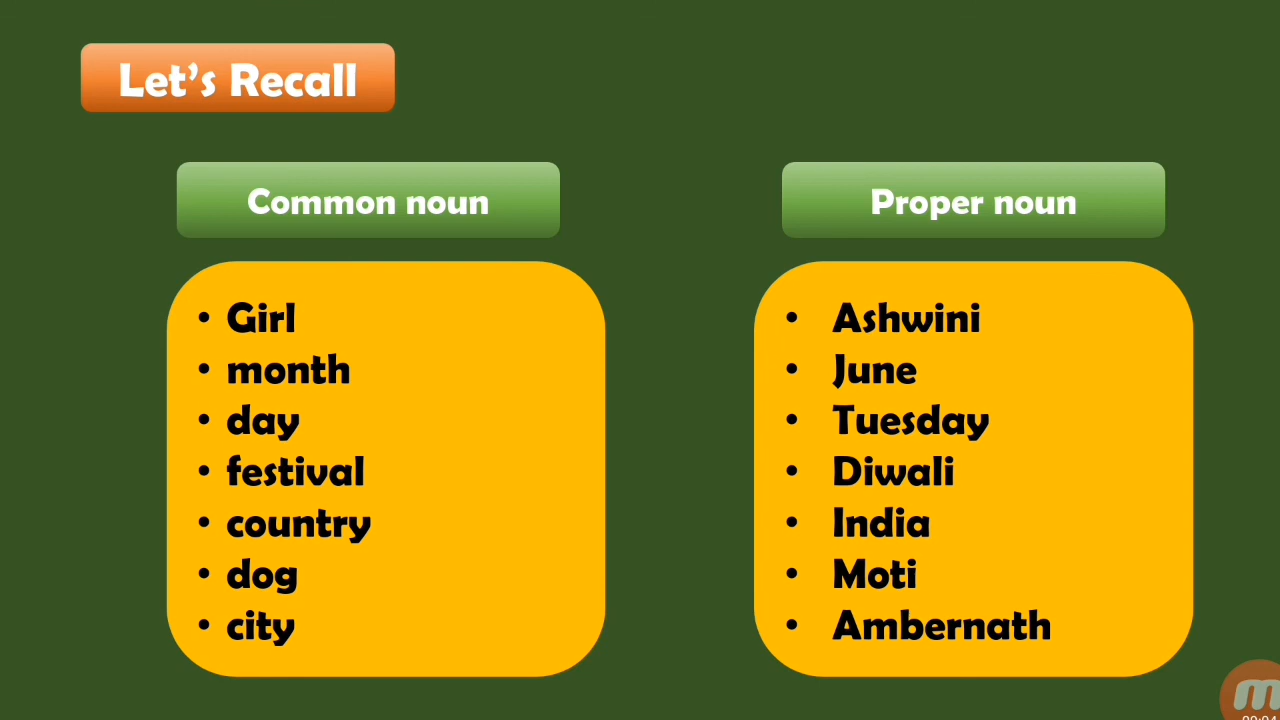 Let's Recall
Common noun
• Girl
• month
• day
• festival
• country
• dog
• city
Proper noun
• Ashwini
• June
• Tuesday
• Diwali
• India
• Moti
• Ambernath